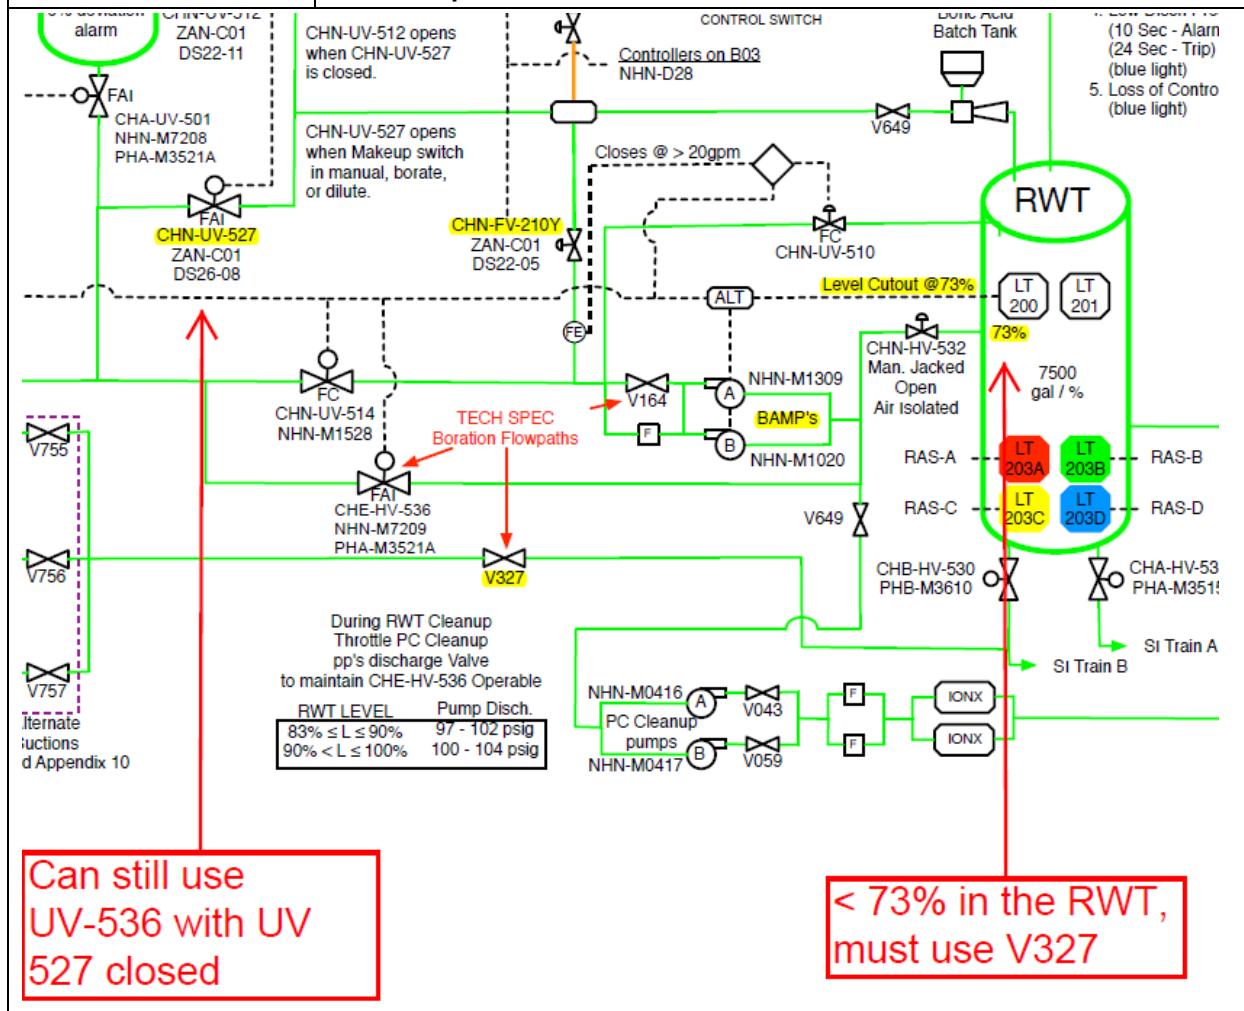 alarm
CHN-UV-512
ZAN-C01
DS22-11
CHN-UV-512 opens
when CHN-UV-527
is closed.
CONTROL SWITCH
Controllers on B03
NHN-D28
Boric Acid
Batch Tank
(10 Sec - Alarm
(24 Sec - Trip)
(blue light)
5. Loss of Contro
(blue light)
FAI
CHA-UV-501
NHN-M7208
PHA-M3521A
CHN-UV-527 opens
when Makeup switch
in manual, borate,
or dilute.
V649
Closes @ > 20gpm
RWT
FAI
CHN-UV-527
ZAN-C01
DS26-08
CHN-FV-210Y
ZAN-C01
DS22-05
FC
CHN-UV-510
Level Cutout @73%
LT
200
LT
201
ALT
FE
73%
CHN-HV-532
Man. Jacked
Open
Air Isolated
7500
gal / %
FC
CHN-UV-514
NHN-M1528
TECH SPEC
Boration Flowpaths
V164
F
A
B
NHN-M1309
BAMP's
NHN-M1020
V755
FAI
CHE-HV-536
NHN-M7209
PHA-M3521A
RAS-A
LT
203A
LT
203B
RAS-B
RAS-C
LT
203C
LT
203D
RAS-D
V649
V756
V327
CHB-HV-530
PHB-M3610
CHA-HV-53
PHA-M3515
During RWT Cleanup
Throttle PC Cleanup
pp's discharge Valve
to maintain CHE-HV-536 Operable
SI Train A
SI Train B
V757
RWT LEVEL Pump Disch.
83% ≤ L ≤ 90% 97 - 102 psig
90% < L ≤ 100% 100 - 104 psig
NHN-M0416
A
V043
PC Cleanup
pumps
B
V059
NHN-M0417
F
F
IONX
IONX
lternate
uctions
d Appendix 10
Can still use
UV-536 with UV
527 closed
< 73% in the RWT,
must use V327